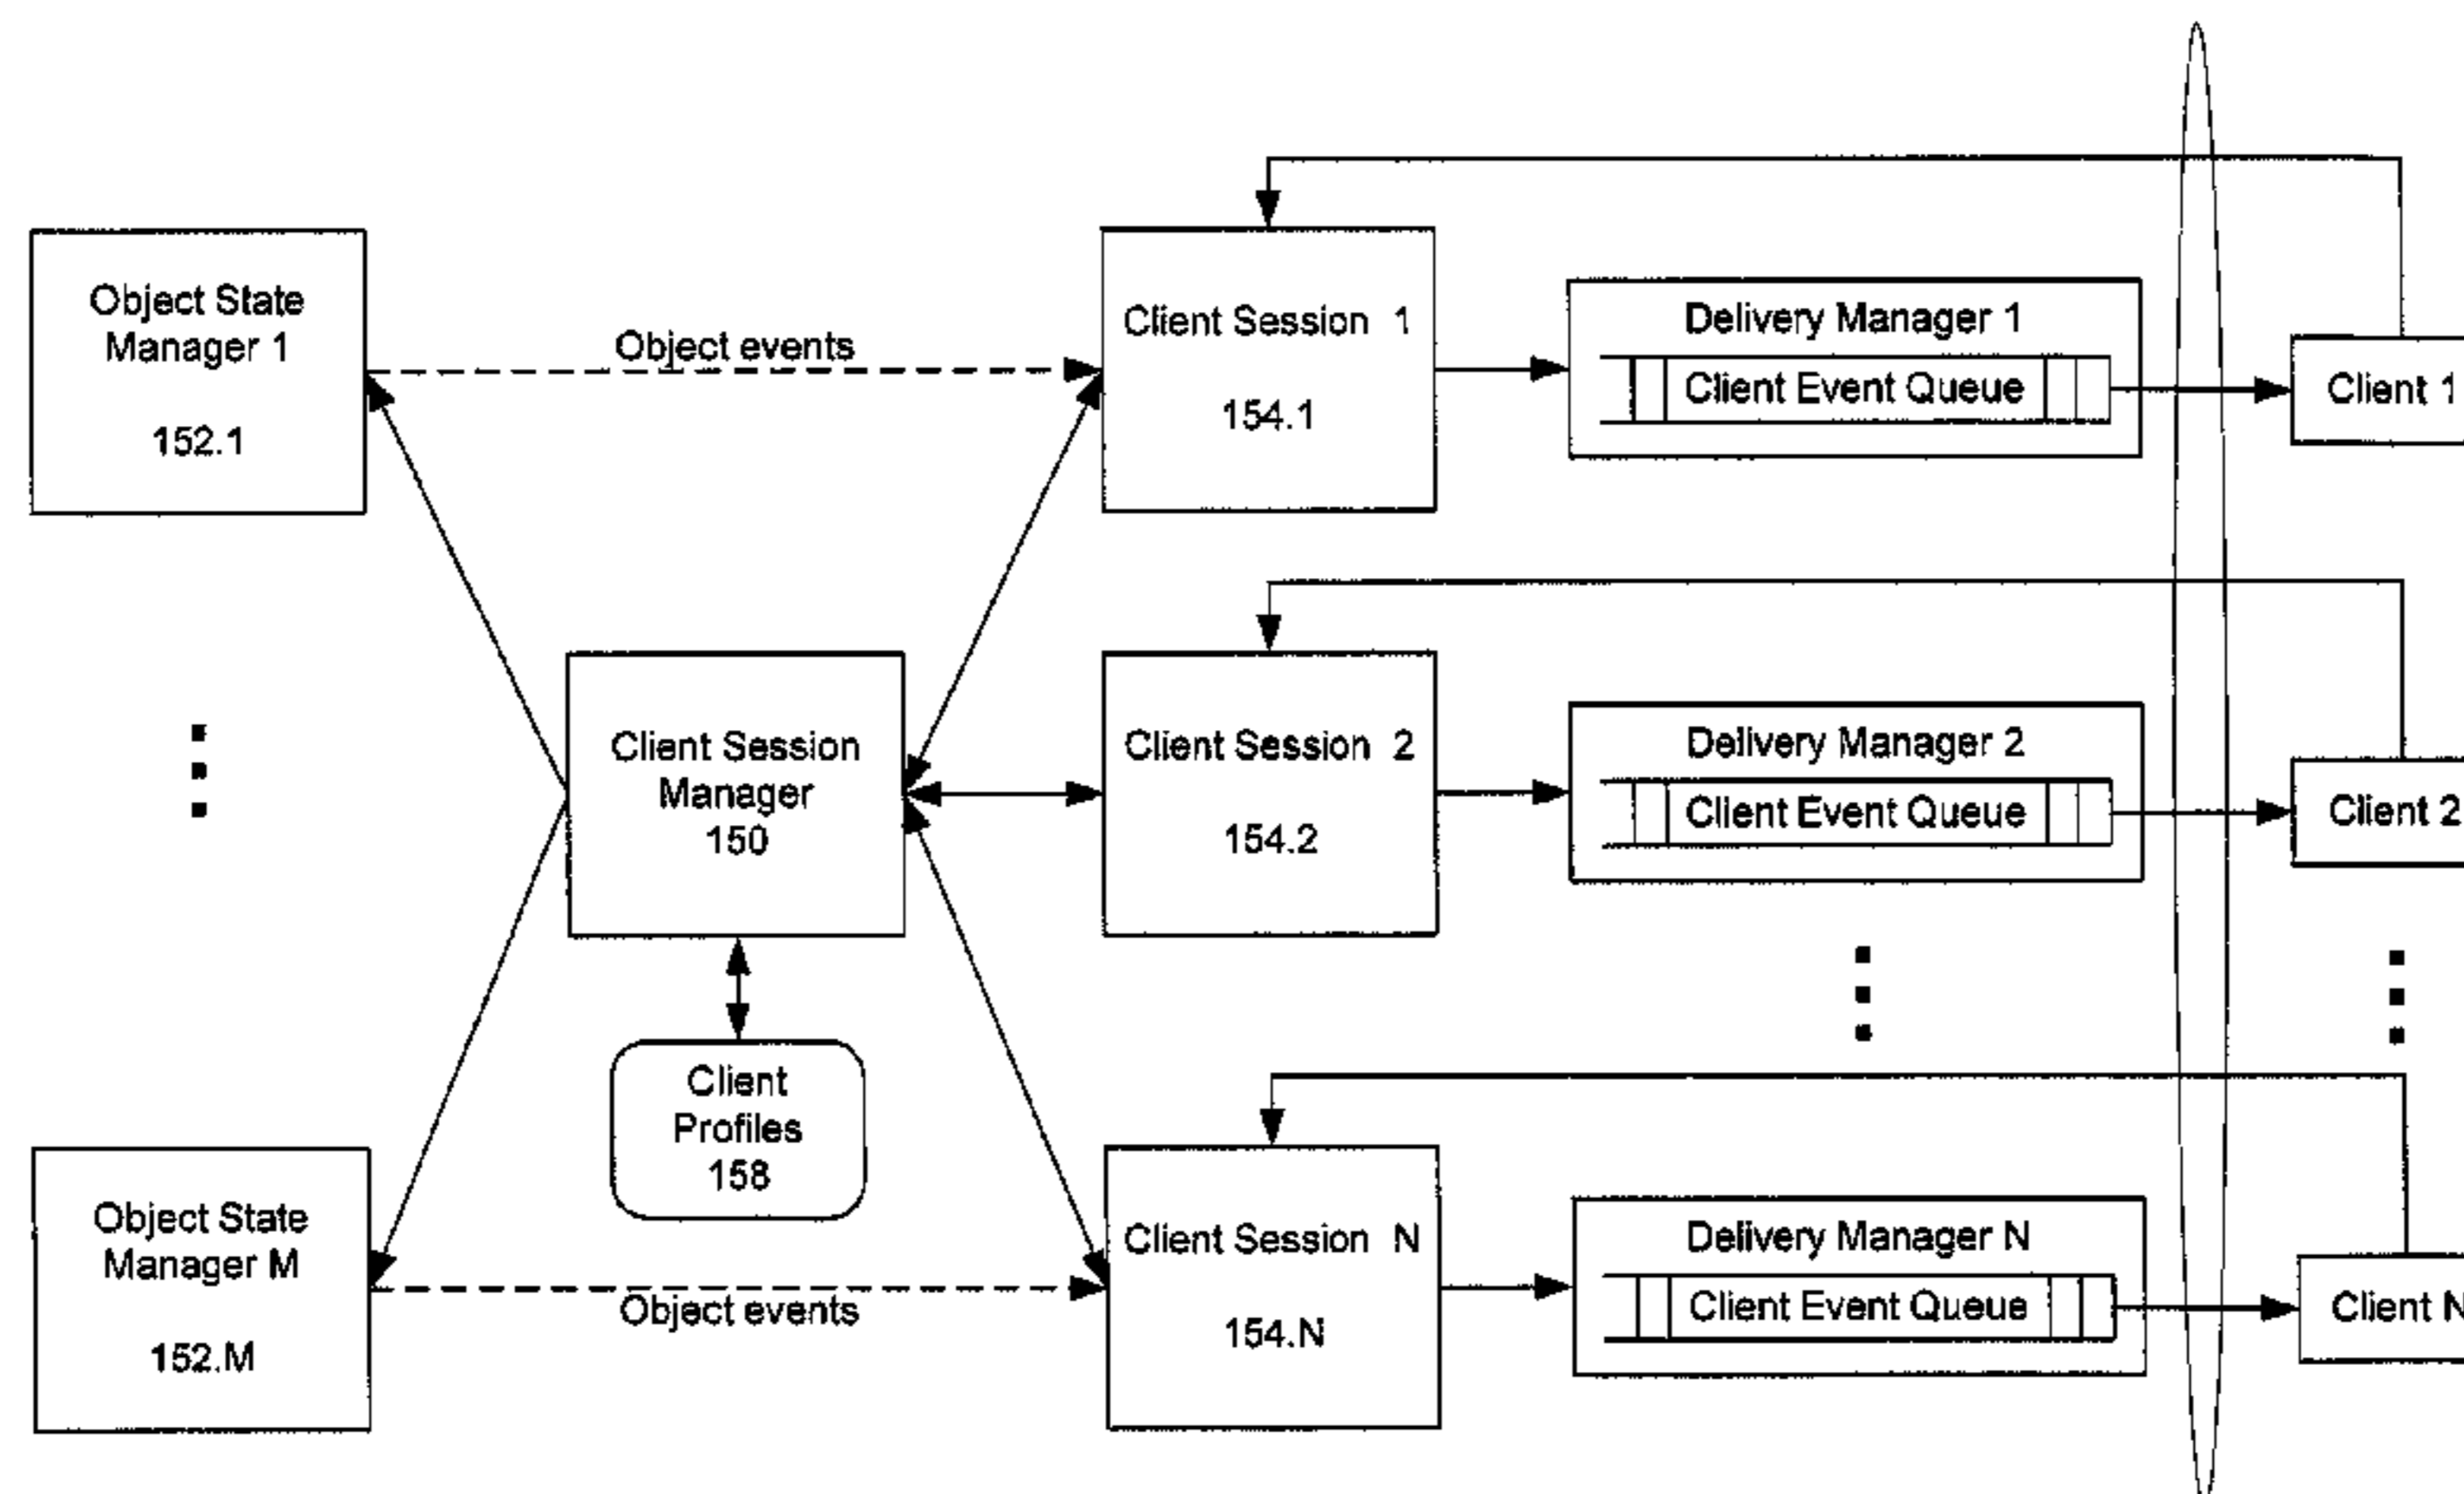 Object State
Manager 1
152.1
Object events
Client Session 1
154.1
Delivery Manager 1
Client Event Queue
Client 1
Client Session
Manager
150
Client Session 2
154.2
Delivery Manager 2
Client Event Queue
Client 2
Client
Profiles
158
Object State
Manager M
152.M
Object events
Client Session N
154.N
Delivery Manager N
Client Event Queue
Client N